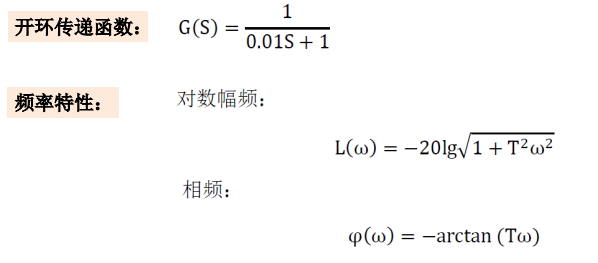 开环传递函数： G(S) = 1/(0.01S + 1)
频率特性： 对数幅频：
L(ω) = −20lg√(1 + T²ω²)
相频：
φ(ω) = −arctan (Tω)